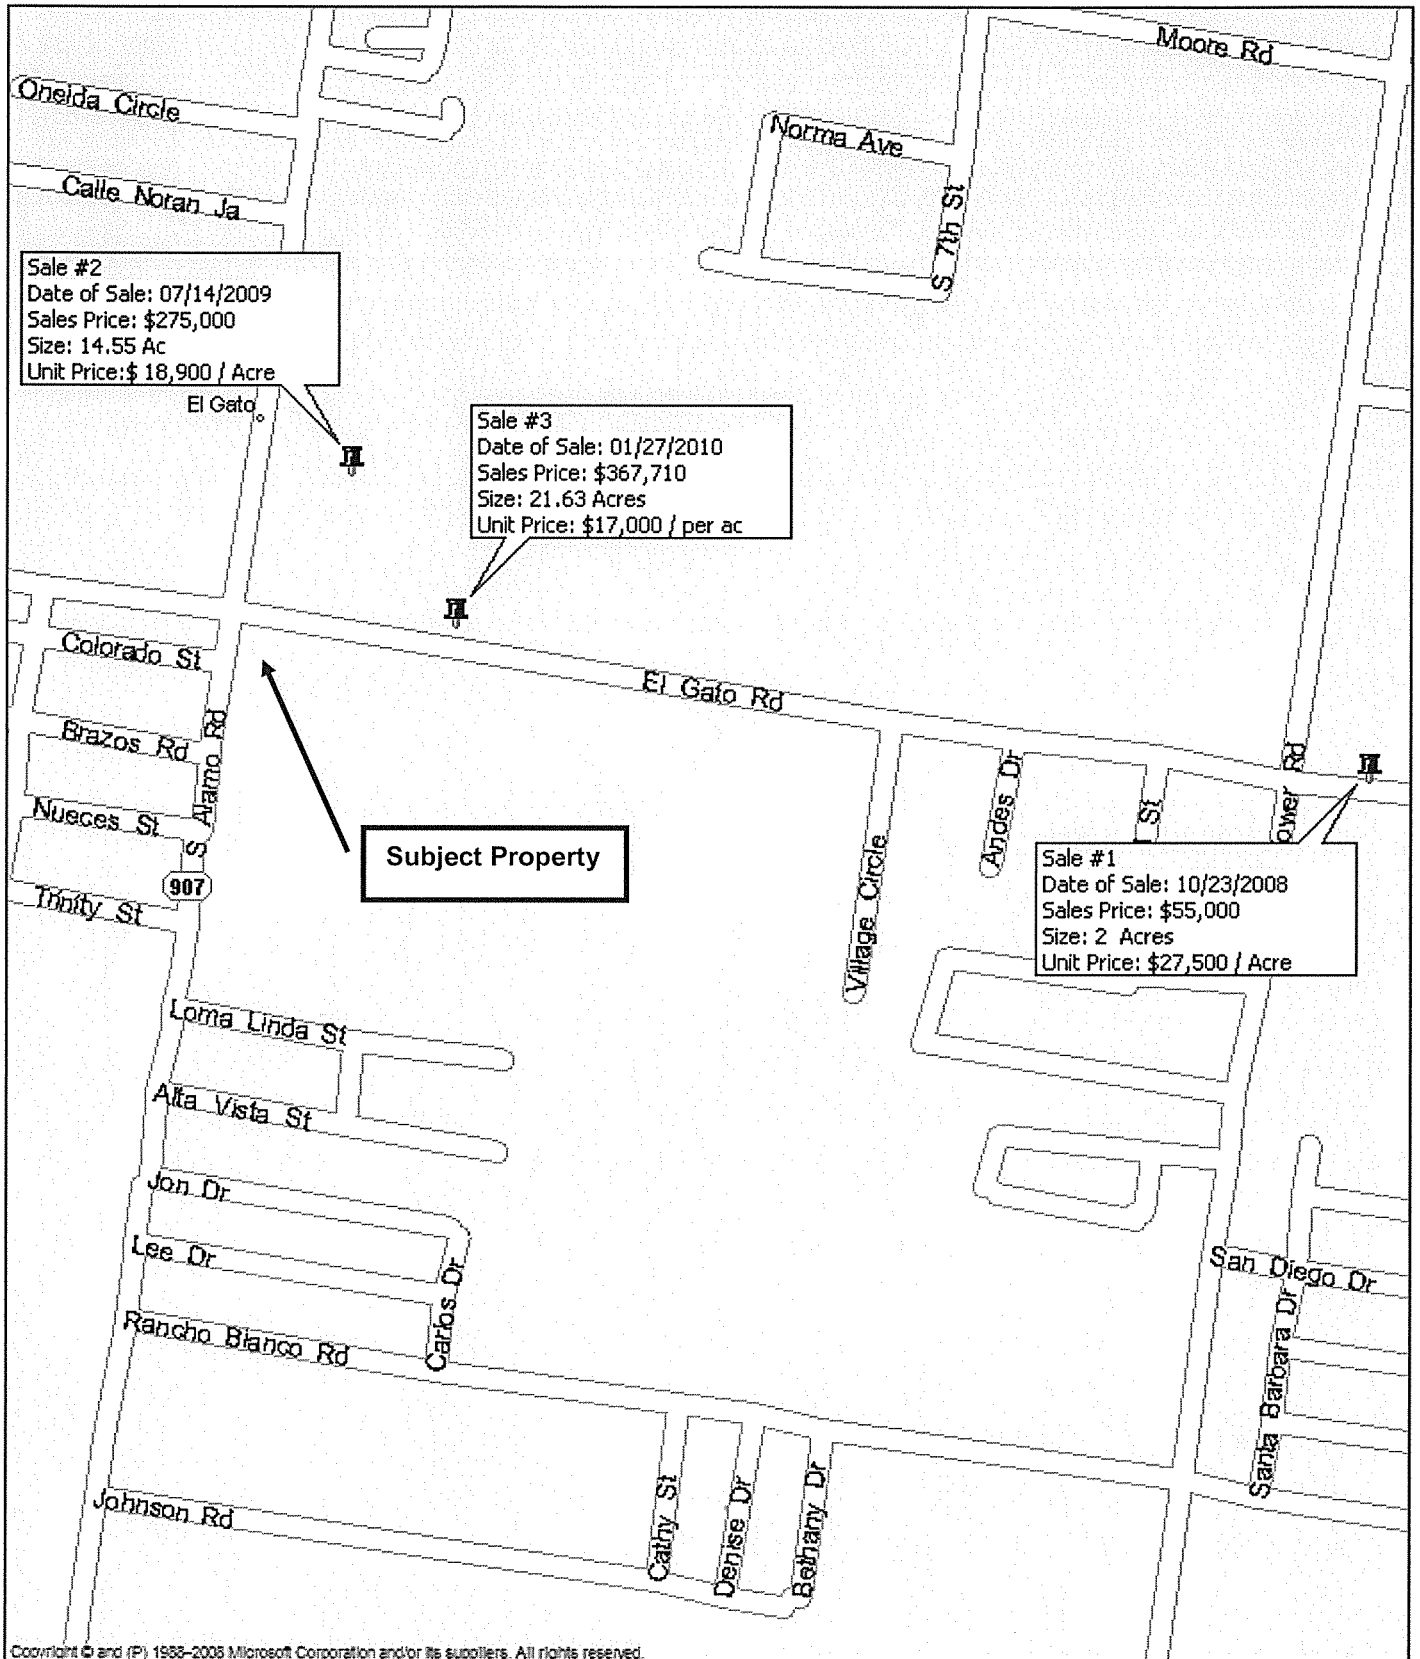 Moore Rd
Oneida Circle
Norma Ave
Calle Noran Ja
S 7th St
Sale #2
Date of Sale: 07/14/2009
Sales Price: $275,000
Size: 14.55 Ac
Unit Price:$ 18,900 / Acre
El Gato
Sale #3
Date of Sale: 01/27/2010
Sales Price: $367,710
Size: 21.63 Acres
Unit Price: $17,000 / per ac
Colorado St
El Gato Rd
Brazos Rd
S Alamo Rd
Nueces St
907
Trinity St
Subject Property
Village Circle
Andes Dr
St
ower Rd
Sale #1
Date of Sale: 10/23/2008
Sales Price: $55,000
Size: 2 Acres
Unit Price: $27,500 / Acre
Loma Linda St
Alta Vista St
Jon Dr
Lee Dr
Carlos Dr
San Diego Dr
Santa Barbara Dr
Rancho Blanco Rd
Johnson Rd
Cathy St
Denise Dr
Bethany Dr
Copyright © and (P) 1988–2008 Microsoft Corporation and/or its suppliers. All rights reserved.